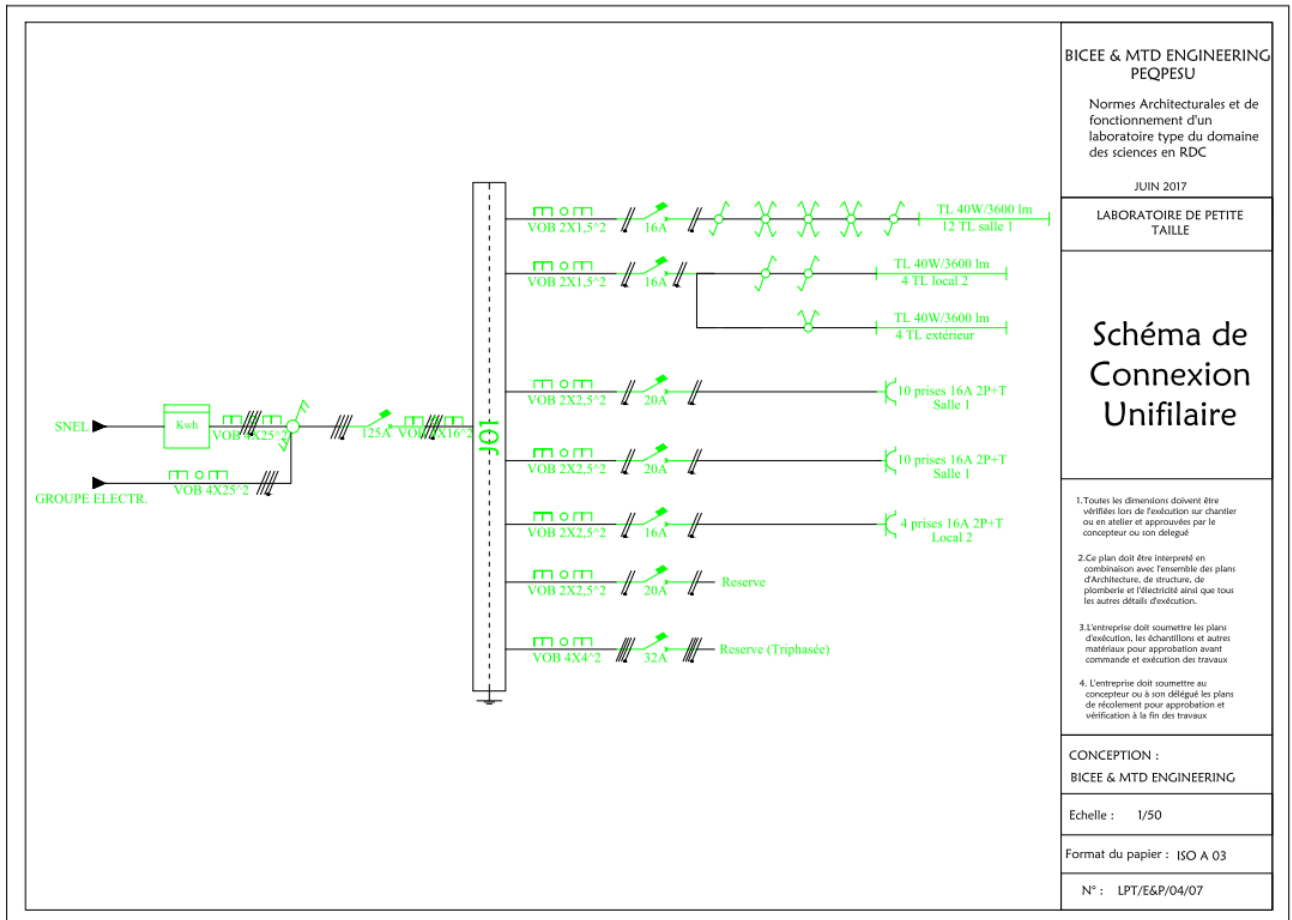 BICEE & MTD ENGINEERING
PEQPESU
Normes Architecturales et de
fonctionnement d'un
laboratoire type du domaine
des sciences en RDC
JUIN 2017
LABORATOIRE DE PETITE
TAILLE
Schéma de
Connexion
Unifilaire
1.Toutes les dimensions doivent être
vérifiées lors de l'exécution sur chantier
ou en atelier et approuvées par le
concepteur ou son delegué
2.Ce plan doit être interpreté en
combinaison avec l'ensemble des plans
d'Architecture, de structure, de
plomberie et l'électricité ainsi que tous
les autres détails d'exécution.
3.L'entreprise doit soumettre les plans
d'exécution, les échantillons et autres
matériaux pour approbation avant
commande et exécution des travaux
4. L'entreprise doit soumettre au
concepteur ou à son délégué les plans
de récolement pour approbation et
vérification à la fin des travaux
CONCEPTION :
BICEE & MTD ENGINEERING
Echelle : 1/50
Format du papier : ISO A 03
N° : LPT/E&P/04/07
SNEL
Kwh
VOB 4X25^2
125A
VOB X16^2
GROUPE ELECTR.
VOB 4X25^2
J01
VOB 2X1,5^2
16A
TL 40W/3600 lm
12 TL salle 1
VOB 2X1,5^2
16A
TL 40W/3600 lm
4 TL local 2
TL 40W/3600 lm
4 TL extérieur
VOB 2X2,5^2
20A
10 prises 16A 2P+T
Salle 1
VOB 2X2,5^2
20A
10 prises 16A 2P+T
Salle 1
VOB 2X2,5^2
16A
4 prises 16A 2P+T
Local 2
VOB 2X2,5^2
20A
Reserve
VOB 4X4^2
32A
Reserve (Triphasée)